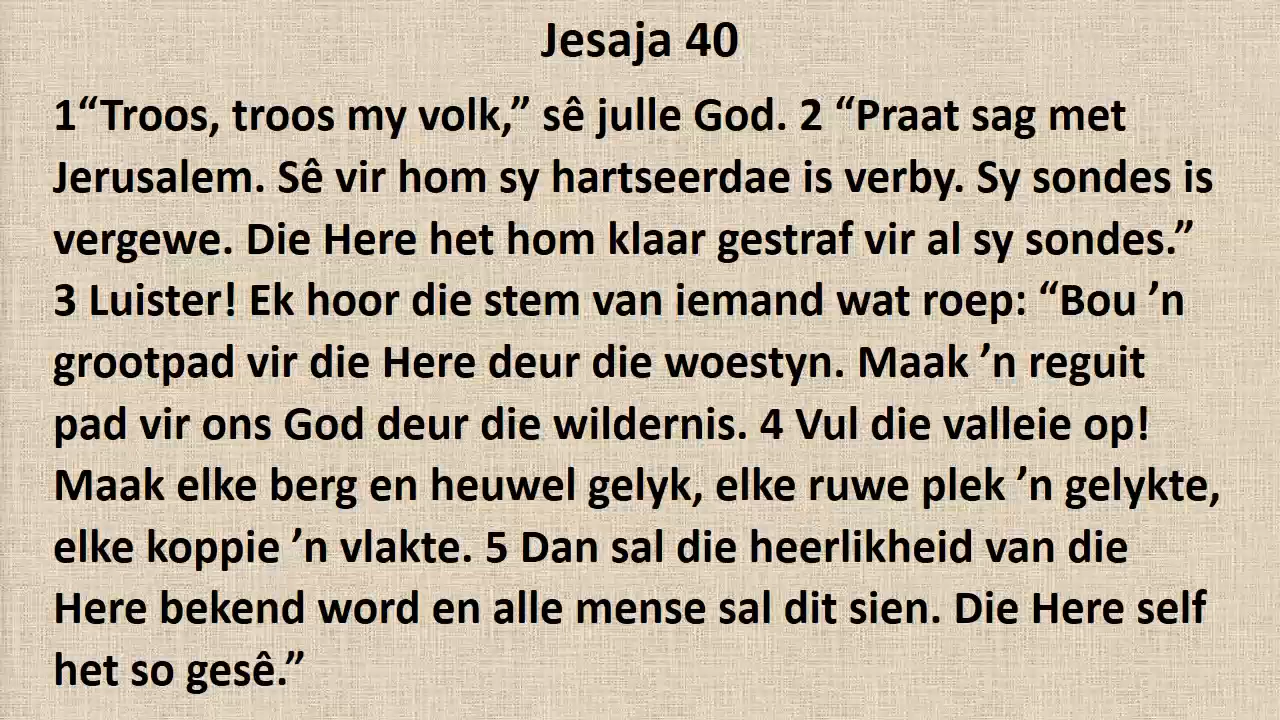 Jesaja 40
1“Troos, troos my volk,” sê julle God. 2 “Praat sag met
Jerusalem. Sê vir hom sy hartseerdae is verby. Sy sondes is
vergewe. Die Here het hom klaar gestraf vir al sy sondes.”
3 Luister! Ek hoor die stem van iemand wat roep: “Bou ’n
grootpad vir die Here deur die woestyn. Maak ’n reguit
pad vir ons God deur die wildernis. 4 Vul die valleie op!
Maak elke berg en heuwel gelyk, elke ruwe plek ’n gelykte,
elke koppie ’n vlakte. 5 Dan sal die heerlikheid van die
Here bekend word en alle mense sal dit sien. Die Here self
het so gesê.”